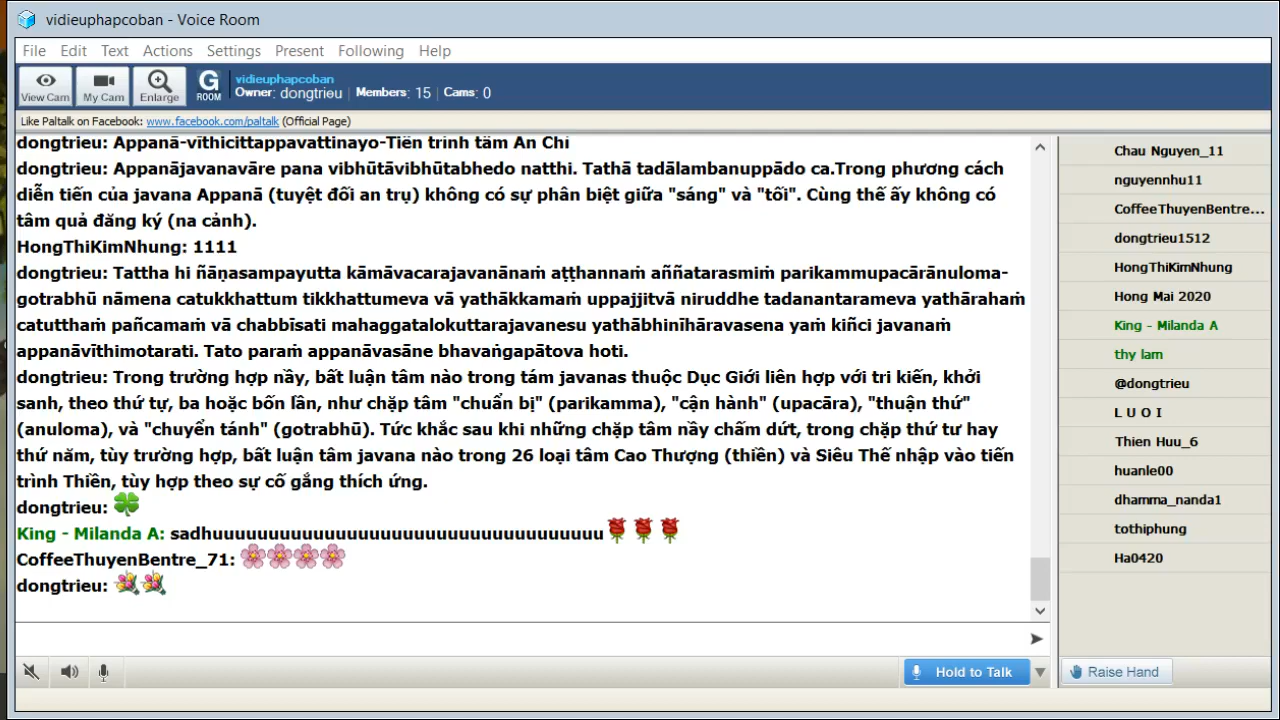 vidieuphapcoban - Voice Room
File Edit Text Actions Settings Present Following Help
View Cam
My Cam
Enlarge
G ROOM
vidieuphapcoban
Owner: dongtrieu | Members: 15 | Cams: 0
Like Paltalk on Facebook: www.facebook.com/paltalk (Official Page)
dongtrieu: Appanā-vīthicittappavattinayo-Tiến trình tâm An Chỉ
dongtrieu: Appanājavanavāre pana vibhūtāvibhūtabhedo natthi. Tathā tadālambanuppādo ca.Trong phương cách
diễn tiến của javana Appanā (tuyệt đối an trụ) không có sự phân biệt giữa "sáng" và "tối". Cùng thế ấy không có
tâm quả đăng ký (na cảnh).
HongThiKimNhung: 1111
dongtrieu: Tattha hi ñāṇasampayutta kāmāvacarajavanānaṁ aṭṭhannaṁ aññatarasmiṁ parikammupacārānuloma-
gotrabhū nāmena catukkhattum tikkhattumeva vā yathākkamaṁ uppajjitvā niruddhe tadanantarameva yathārahaṁ
catutthaṁ pañcamaṁ vā chabbīsati mahaggatalokuttarajavanesu yathābhinīhāravasena yaṁ kiñci javanaṁ
appanāvīthimotarati. Tato paraṁ appanāvasāne bhavaṅgapātova hoti.
dongtrieu: Trong trường hợp nầy, bất luận tâm nào trong tám javanas thuộc Dục Giới liên hợp với tri kiến, khởi
sanh, theo thứ tự, ba hoặc bốn lần, như chặp tâm "chuẩn bị" (parikamma), "cận hành" (upacāra), "thuận thứ"
(anuloma), và "chuyển tánh" (gotrabhū). Tức khắc sau khi những chặp tâm nầy chấm dứt, trong chặp thứ tư hay
thứ năm, tùy trường hợp, bất luận tâm javana nào trong 26 loại tâm Cao Thượng (thiền) và Siêu Thế nhập vào tiến
trình Thiền, tùy hợp theo sự cố gắng thích ứng.
dongtrieu:
King - Milanda A: sadhuuuuuuuuuuuuuuuuuuuuuuuuuuuuuuuuu
CoffeeThuyenBentre_71:
dongtrieu:
Chau Nguyen_11
nguyennhu11
CoffeeThuyenBentre...
dongtrieu1512
HongThiKimNhung
Hong Mai 2020
King - Milanda A
thy lam
@dongtrieu
L U O I
Thien Huu_6
huanle00
dhamma_nanda1
tothiphung
Ha0420
Hold to Talk
Raise Hand